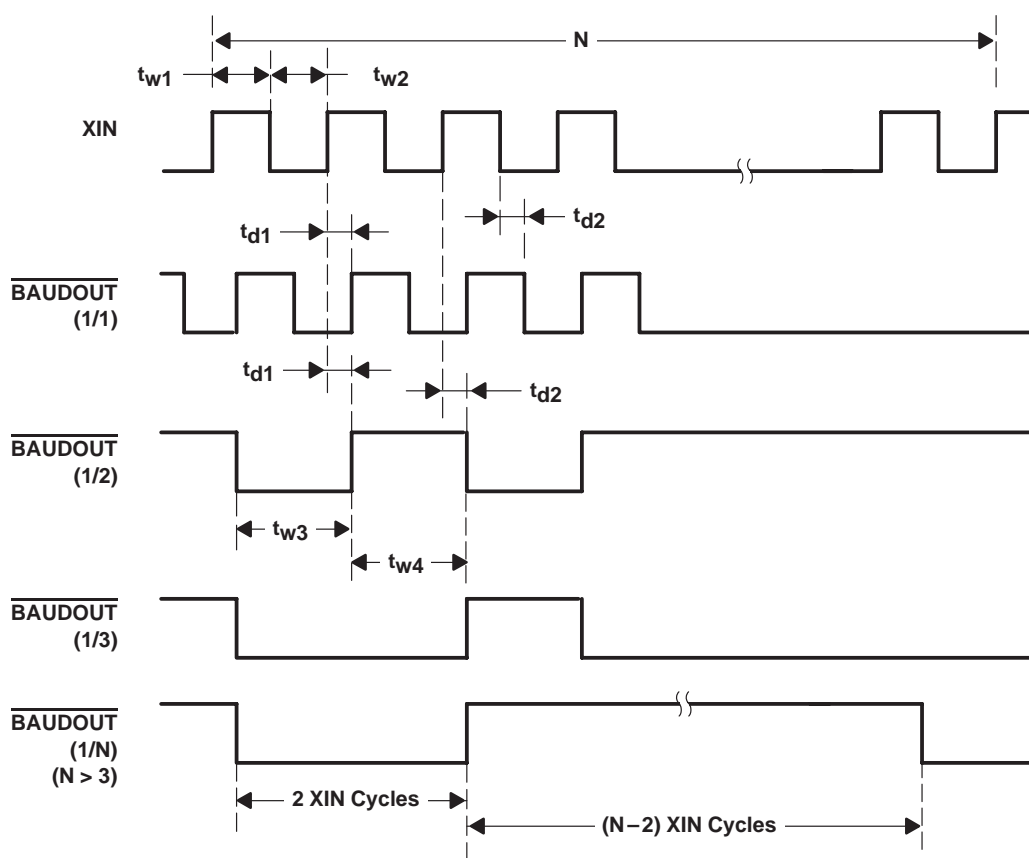 N
tw1
tw2
XIN
td1
td2
BAUDOUT
(1/1)
td1
td2
BAUDOUT
(1/2)
tw3
tw4
BAUDOUT
(1/3)
BAUDOUT
(1/N)
(N > 3)
2 XIN Cycles
(N–2) XIN Cycles